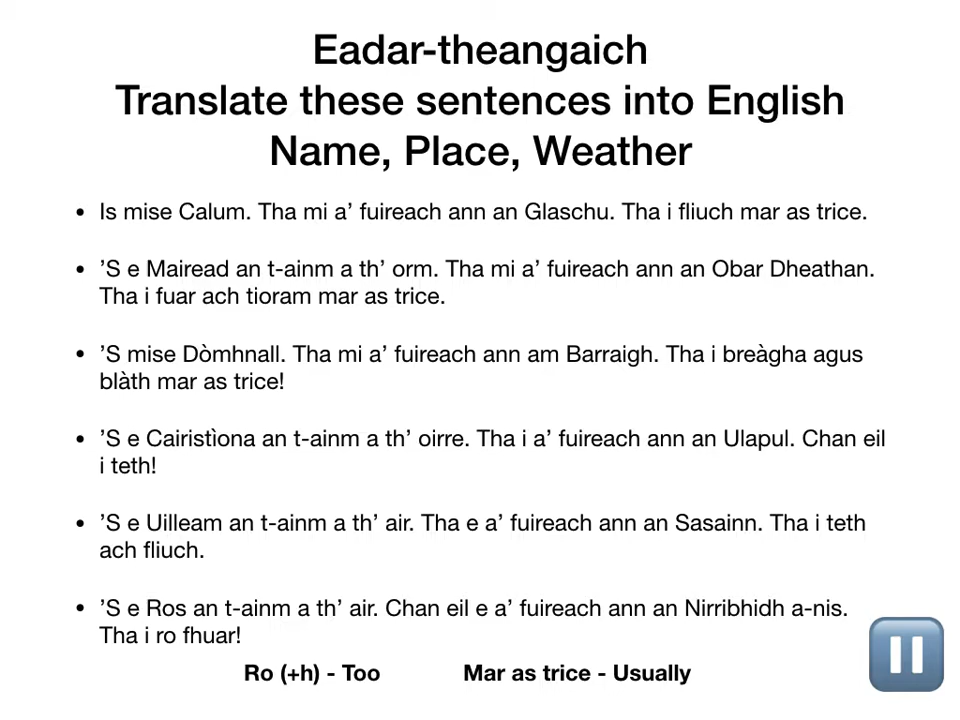 Eadar-theangaich
Translate these sentences into English
Name, Place, Weather
• Is mise Calum. Tha mi a’ fuireach ann an Glaschu. Tha i fliuch mar as trice.
• ’S e Mairead an t-ainm a th’ orm. Tha mi a’ fuireach ann an Obar Dheathan.
Tha i fuar ach tioram mar as trice.
• ’S mise Dòmhnall. Tha mi a’ fuireach ann am Barraigh. Tha i breàgha agus
blàth mar as trice!
• ’S e Cairistìona an t-ainm a th’ oirre. Tha i a’ fuireach ann an Ulapul. Chan eil
i teth!
• ’S e Uilleam an t-ainm a th’ air. Tha e a’ fuireach ann an Sasainn. Tha i teth
ach fliuch.
• ’S e Ros an t-ainm a th’ air. Chan eil e a’ fuireach ann an Nirribhidh a-nis.
Tha i ro fhuar!
Ro (+h) - Too Mar as trice - Usually